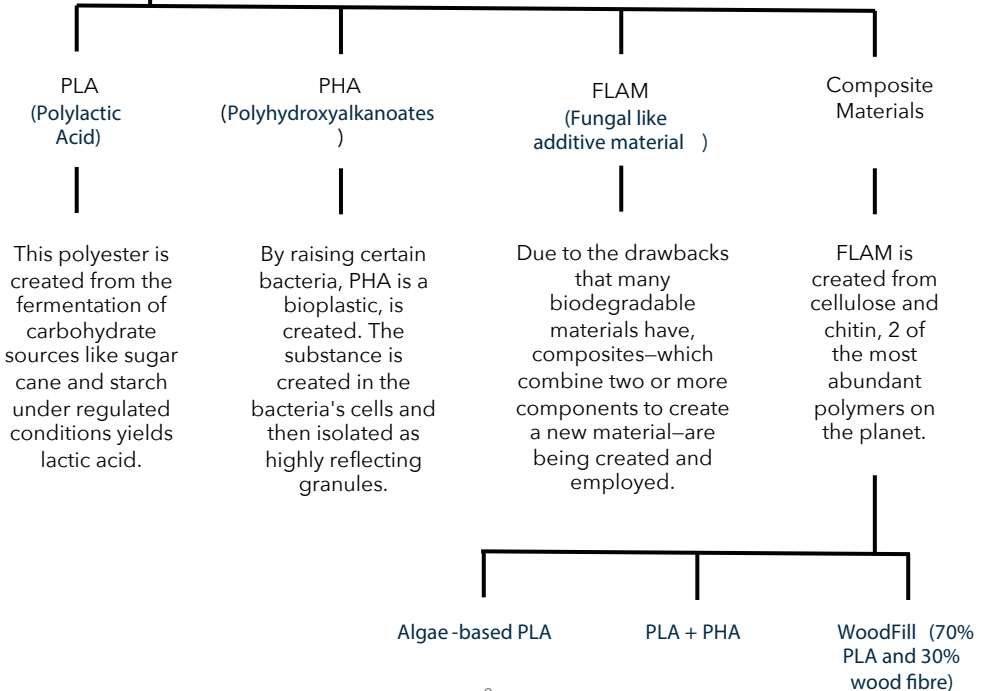 PLA
(Polylactic
Acid)
PHA
(Polyhydroxyalkanoates
)
FLAM
(Fungal like
additive material )
Composite
Materials
This polyester is
created from the
fermentation of
carbohydrate
sources like sugar
cane and starch
under regulated
conditions yields
lactic acid.
By raising certain
bacteria, PHA is a
bioplastic, is
created. The
substance is
created in the
bacteria's cells and
then isolated as
highly reflecting
granules.
Due to the drawbacks
that many
biodegradable
materials have,
composites—which
combine two or more
components to create
a new material—are
being created and
employed.
FLAM is
created from
cellulose and
chitin, 2 of
the most
abundant
polymers on
the planet.
Algae-based PLA
PLA + PHA
WoodFill (70%
PLA and 30%
wood fibre)